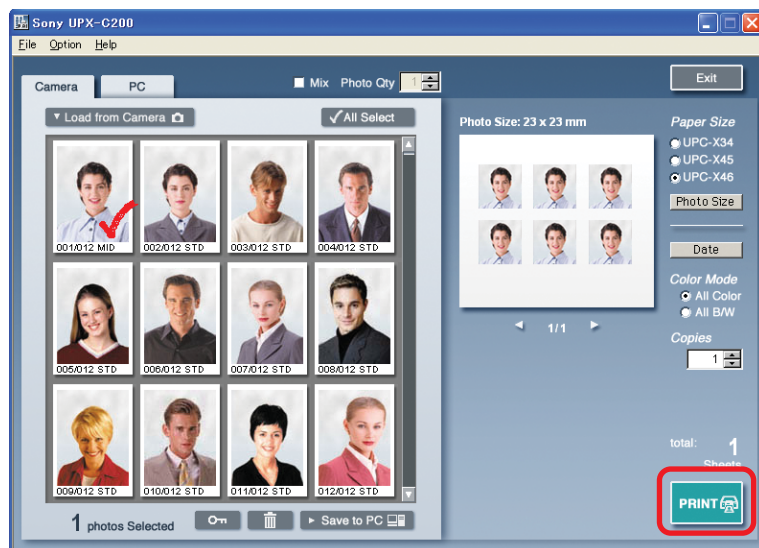 Sony UPX-C200
File Option Help
Camera PC Mix Photo Qty 1 Exit
Load from Camera All Select
Photo Size: 23 x 23 mm
Paper Size
UPC-X34
UPC-X45
UPC-X46
Photo Size
Date
Color Mode
All Color
All B/W
Copies
1
001/012 MID 002/012 STD 003/012 STD 004/012 STD
1/1
005/012 STD 006/012 STD 007/012 STD 008/012 STD
009/012 STD 010/012 STD 011/012 STD 012/012 STD
total: 1
Sheets
PRINT
1 photos Selected Save to PC